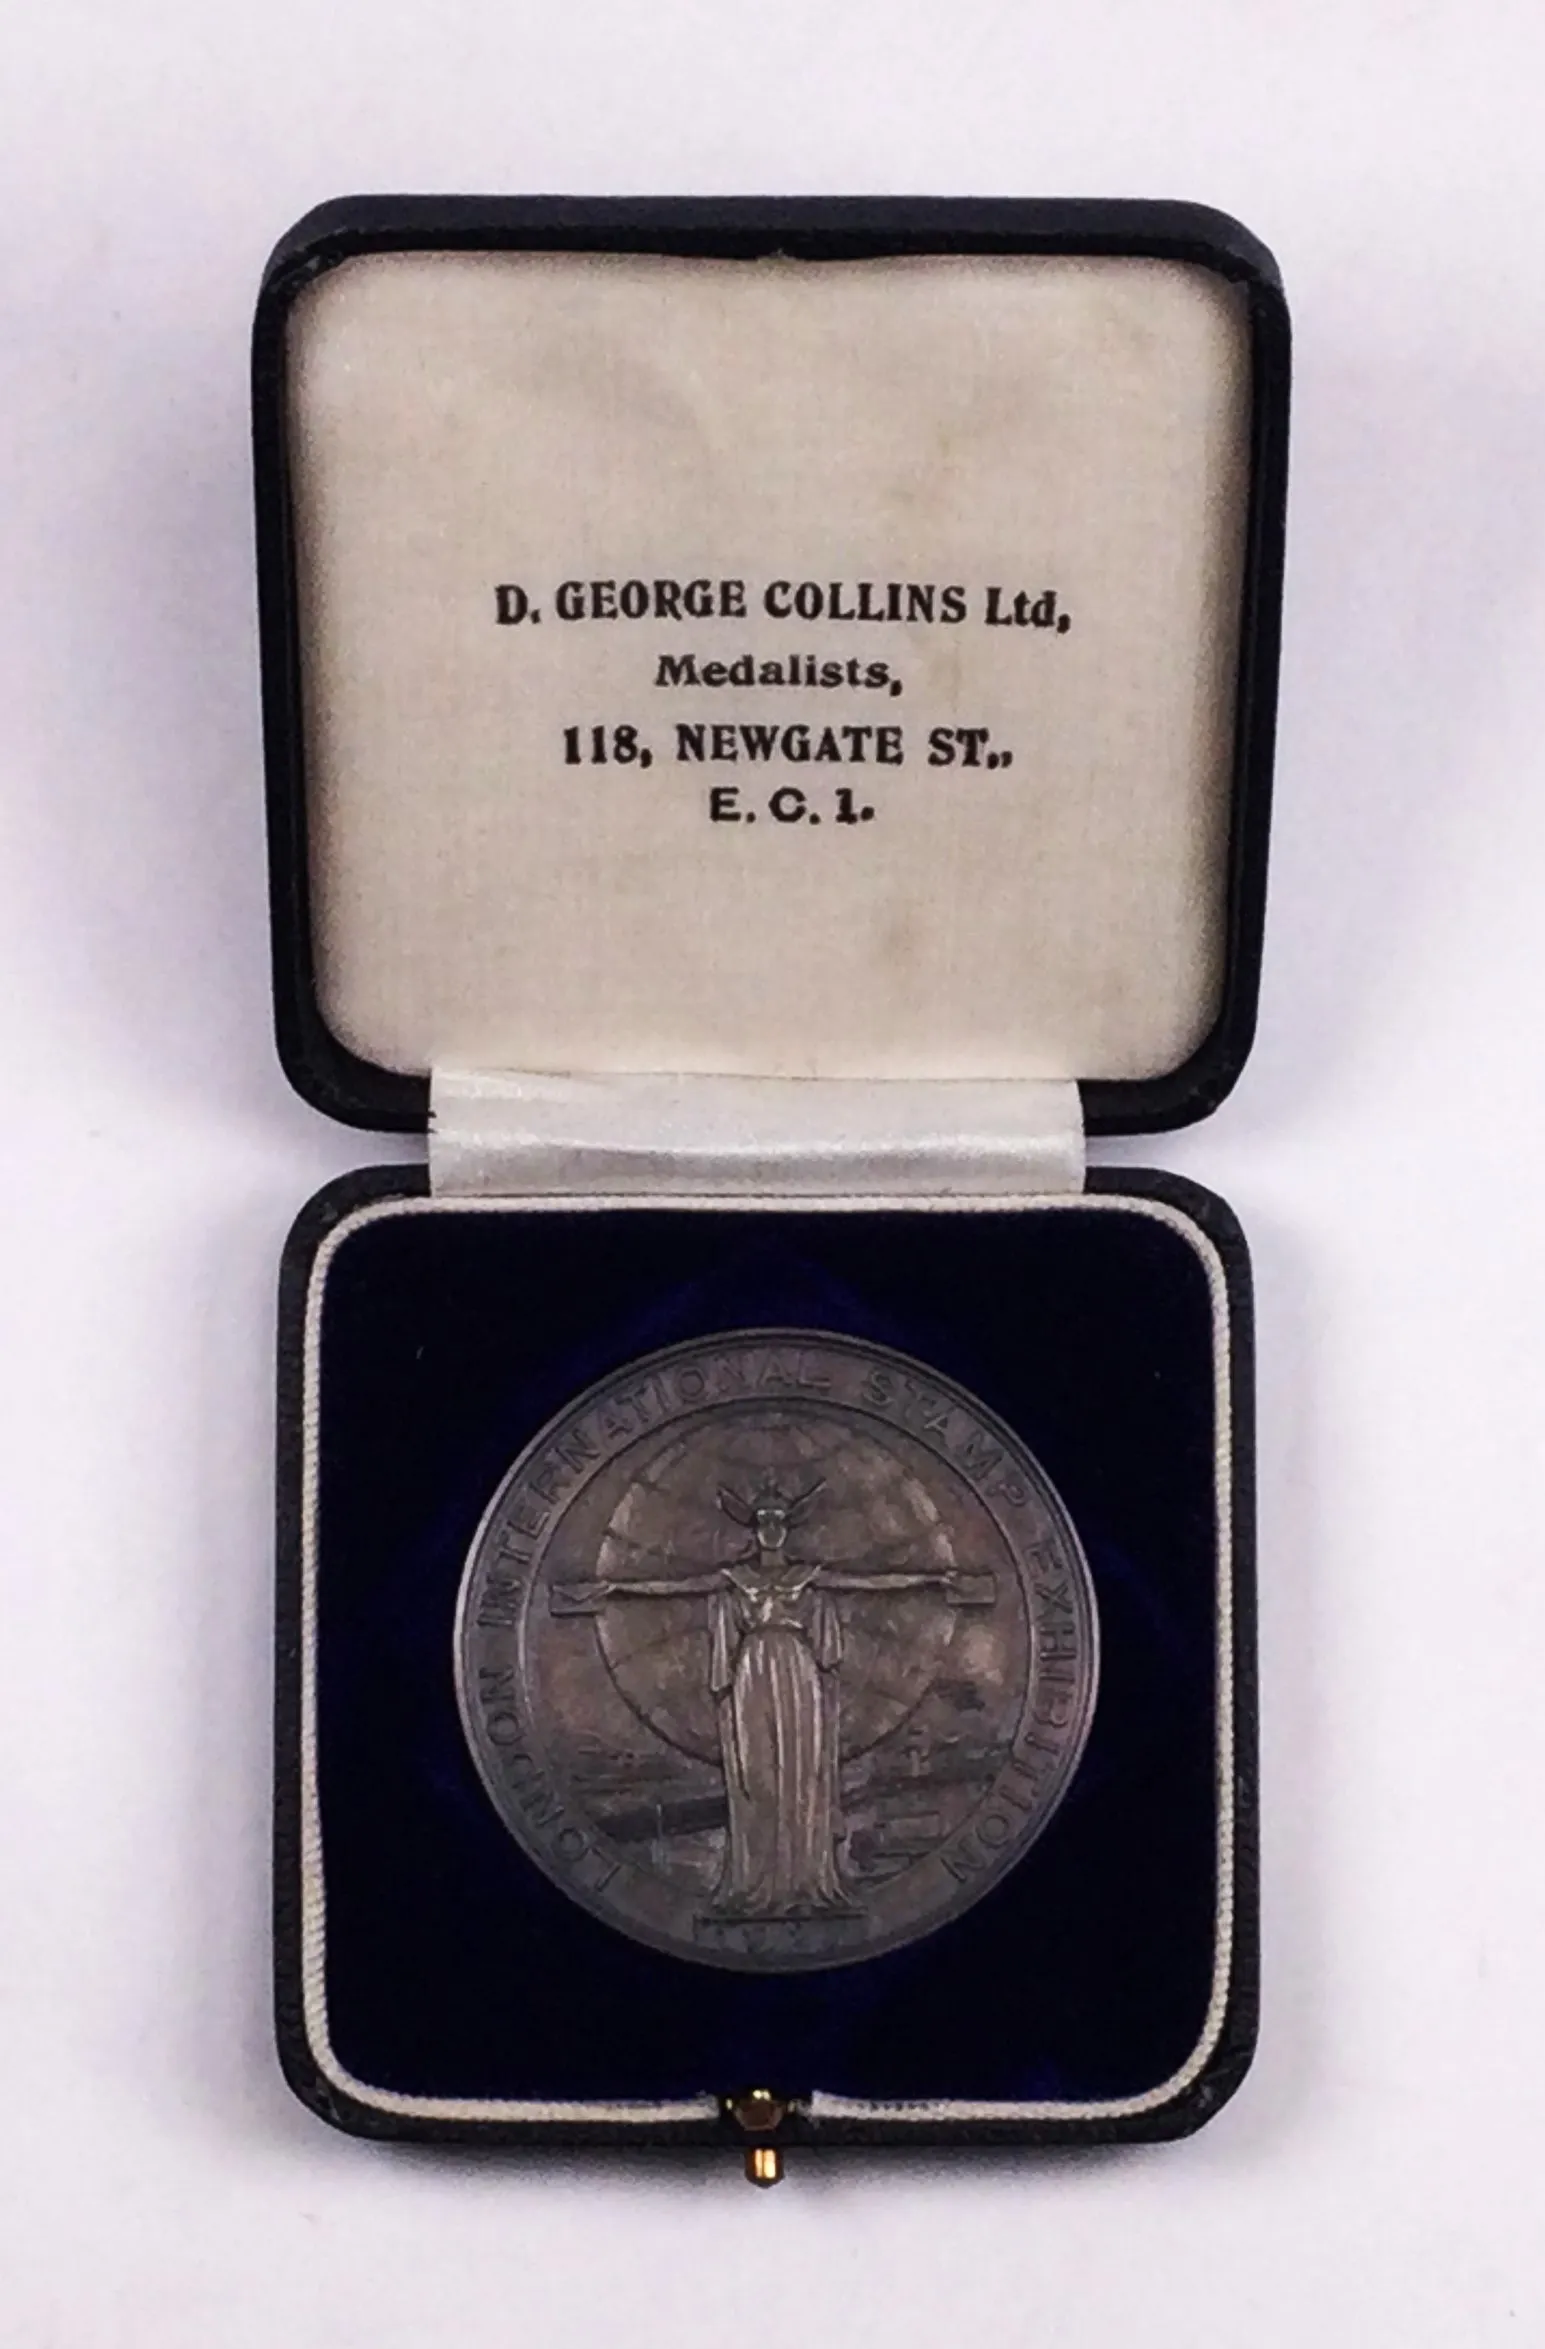 D. GEORGE COLLINS Ltd,
Medalists,
118, NEWGATE ST.,,
E. C. 1.
LONDON INTERNATIONAL STAMP EXHIBITION